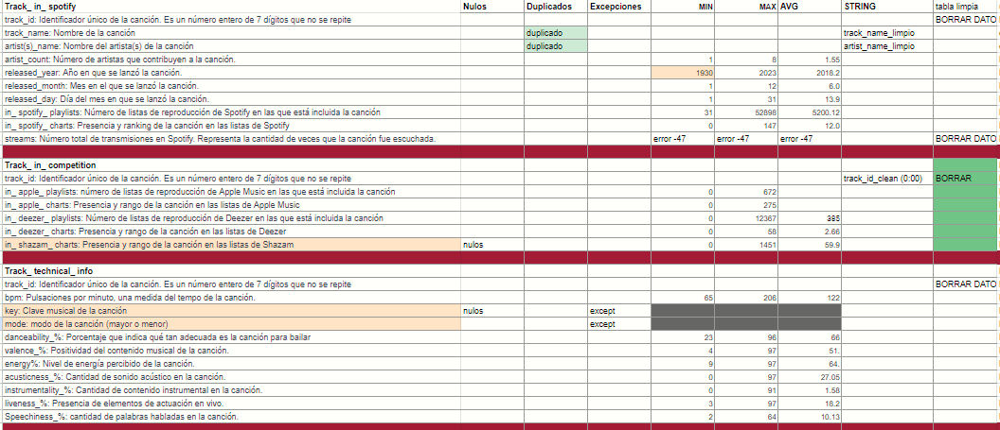 Track_ in_ spotify Nulos Duplicados Excepciones MIN MAX AVG STRING tabla limpia
track_id: Identificador único de la canción. Es un número entero de 7 dígitos que no se repite BORRAR DATO
track_name: Nombre de la canción duplicado track_name_limpio
artist(s)_name: Nombre del artista(s) de la canción duplicado artist_name_limpio
artist_count: Número de artistas que contribuyen a la canción. 1 8 1.55
released_year: Año en que se lanzó la canción. 1930 2023 2018.2
released_month: Mes en el que se lanzó la canción. 1 12 6.0
released_day: Día del mes en que se lanzó la canción. 1 31 13.9
in_ spotify_ playlists: Número de listas de reproducción de Spotify en las que está incluida la canción 31 52898 5200.12
in_ spotify_ charts: Presencia y ranking de la canción en las listas de Spotify 0 147 12.0
streams: Número total de transmisiones en Spotify. Representa la cantidad de veces que la canción fue escuchada. error -47 error -47 error -47 BORRAR DATO
Track_ in_ competition
track_id: Identificador único de la canción. Es un número entero de 7 dígitos que no se repite track_id_clean (0:00) BORRAR
in_ apple_ playlists: número de listas de reproducción de Apple Music en las que está incluida la canción 0 672
in_ apple_ charts: Presencia y rango de la canción en las listas de Apple Music 0 275
in_ deezer_ playlists: Número de listas de reproducción de Deezer en las que está incluida la canción 0 12367 385
in_ deezer_ charts: Presencia y rango de la canción en las listas de Deezer 0 58 2.66
in_ shazam_ charts: Presencia y rango de la canción en las listas de Shazam nulos 0 1451 59.9
Track_ technical_ info
track_id: Identificador único de la canción. Es un número entero de 7 dígitos que no se repite BORRAR DATO
bpm: Pulsaciones por minuto, una medida del tempo de la canción. 65 206 122
key: Clave musical de la canción nulos except
mode: modo de la canción (mayor o menor) except
danceability_%: Porcentaje que indica qué tan adecuada es la canción para bailar 23 96 66
valence_%: Positividad del contenido musical de la canción. 4 97 51.
energy%: Nivel de energía percibido de la canción. 9 97 64.
acusticness_%: Cantidad de sonido acústico en la canción. 0 97 27.05
instrumentality_%: Cantidad de contenido instrumental en la canción. 0 91 1.58
liveness_%: Presencia de elementos de actuación en vivo. 3 97 18.2
Speechiness_%: cantidad de palabras habladas en la canción. 2 64 10.13